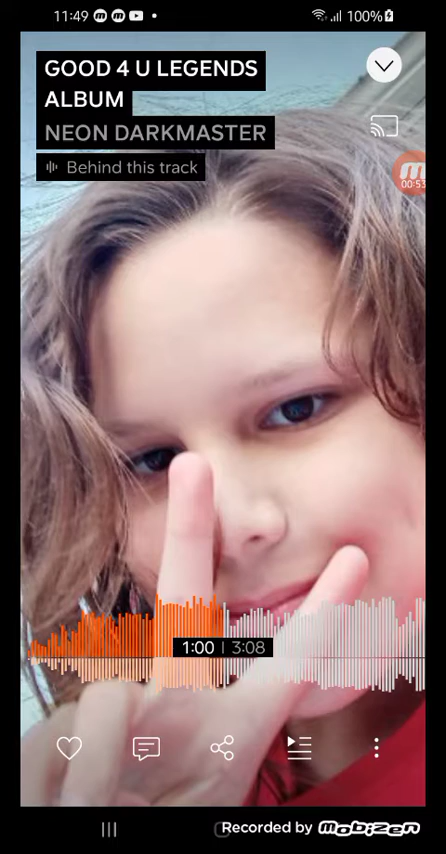 11:49
100%
GOOD 4 U LEGENDS
ALBUM
NEON DARKMASTER
Behind this track
00:53
1:00 | 3:08
Recorded by Mobizen